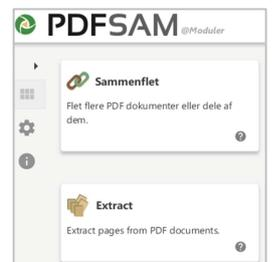 PDFSAM @Moduler
Sammenflet
Flet flere PDF dokumenter eller dele af
dem.
Extract
Extract pages from PDF documents.